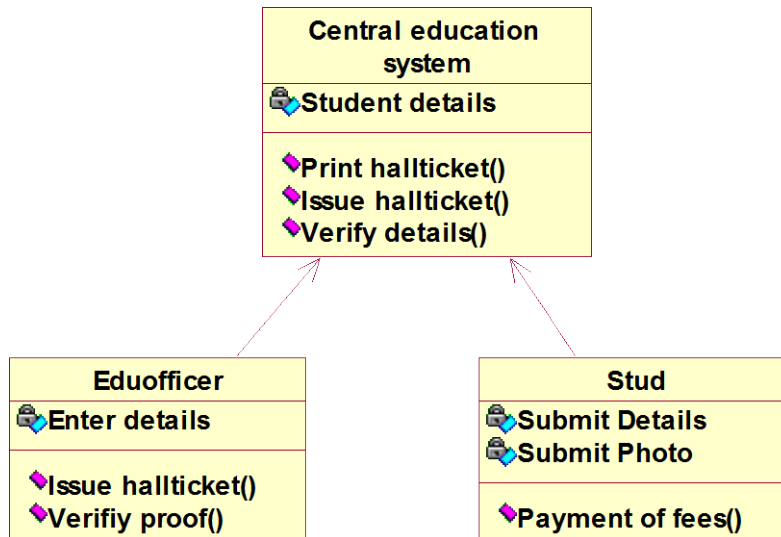 Central education
system
Student details
Print hallticket()
Issue hallticket()
Verify details()
Eduofficer
Enter details
Issue hallticket()
Verifiy proof()
Stud
Submit Details
Submit Photo
Payment of fees()